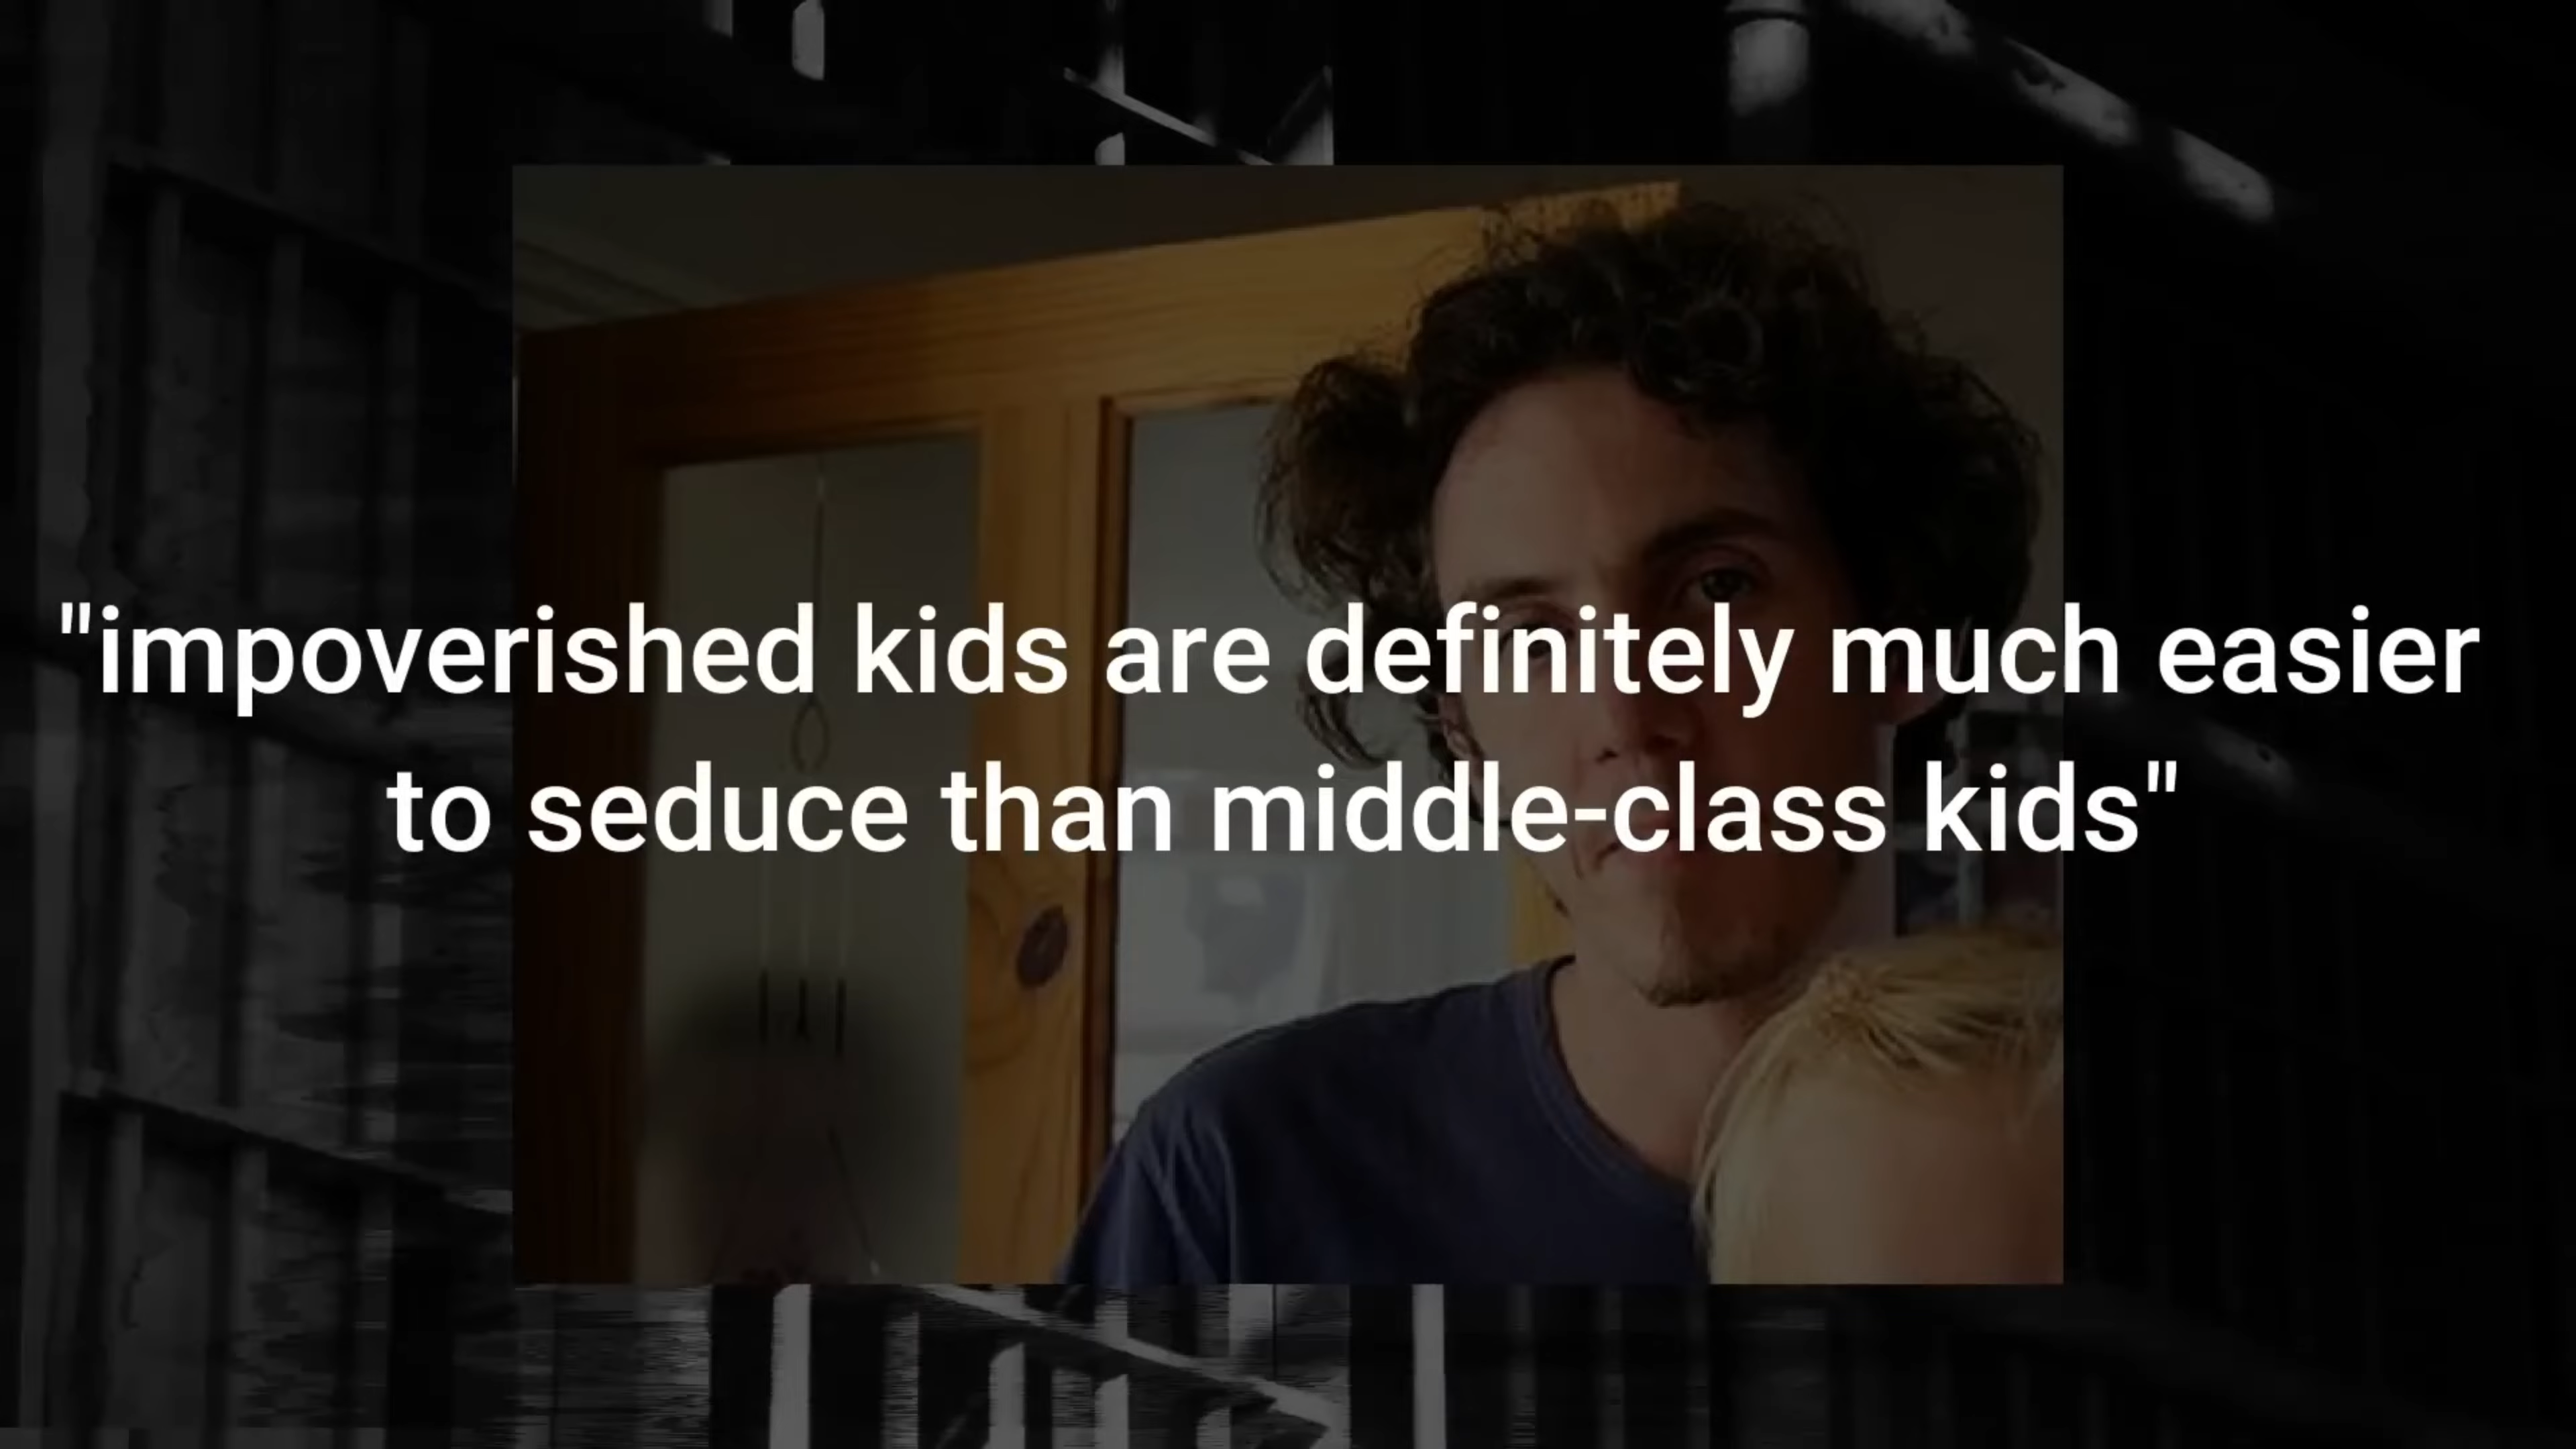 "impoverished kids are definitely much easier
to seduce than middle-class kids"